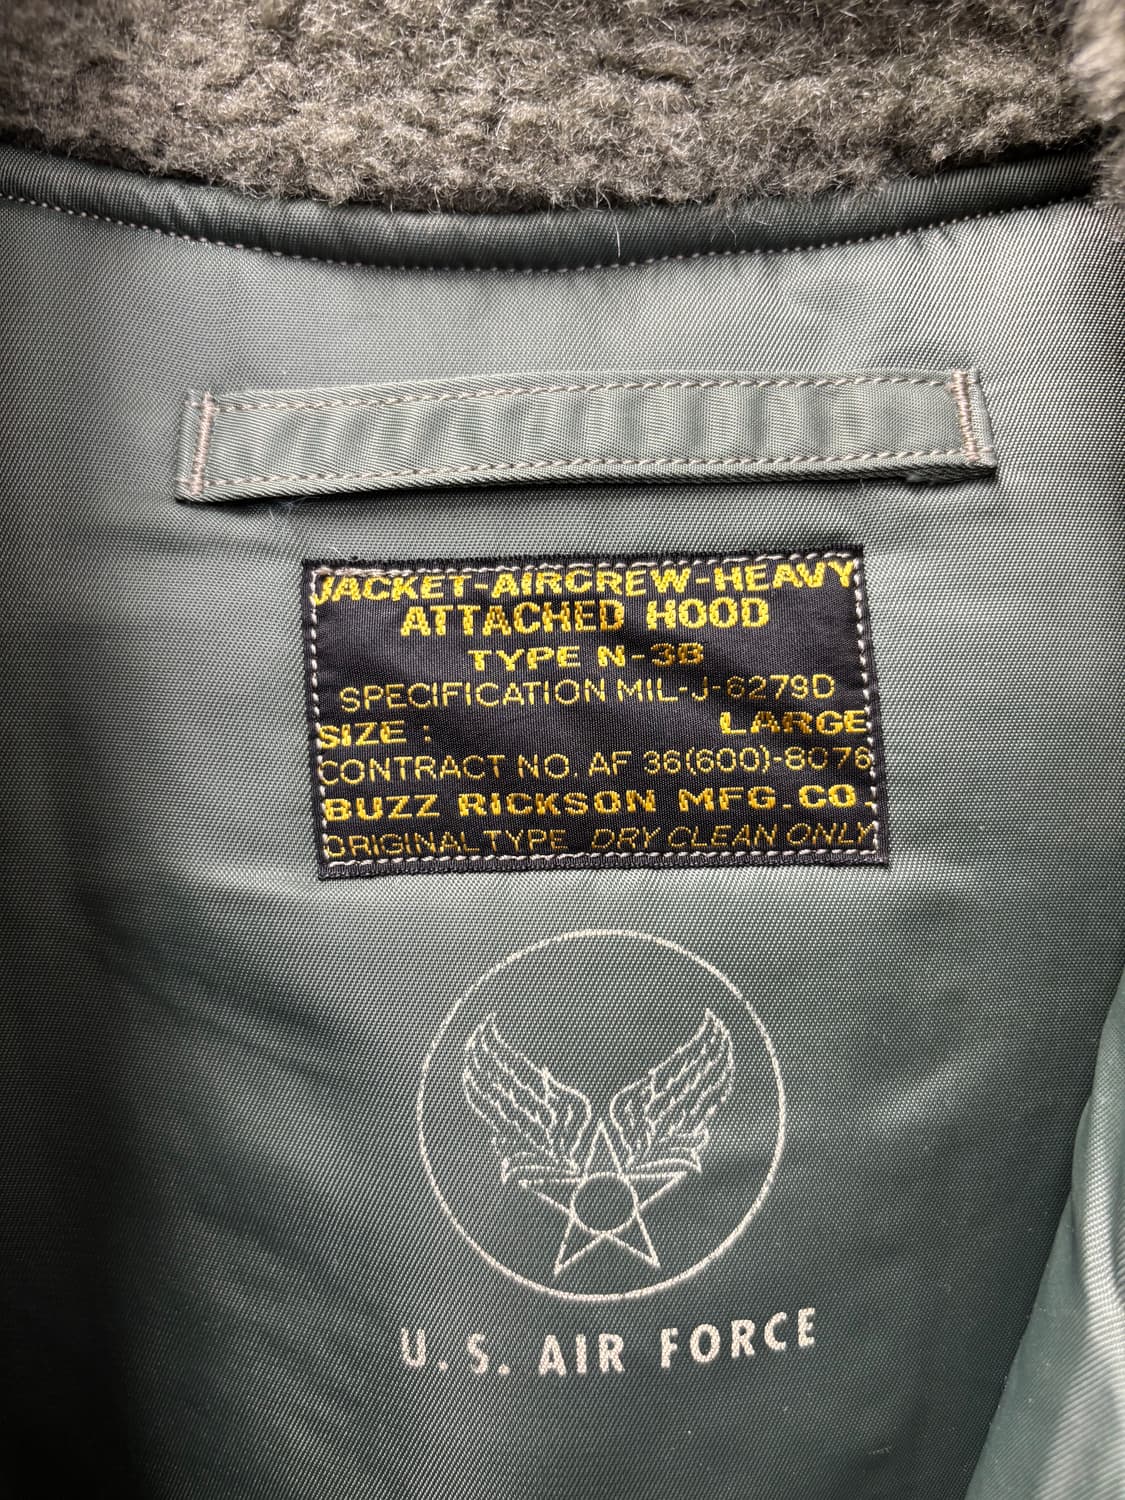 JACKET-AIRCREW-HEAVY
ATTACHED HOOD
TYPE N-3B
SPECIFICATION MIL-J-6279D
SIZE : LARGE
CONTRACT NO. AF 36(600)-8076
BUZZ RICKSON MFG.CO.
ORIGINAL TYPE DRY CLEAN ONLY
U.S. AIR FORCE